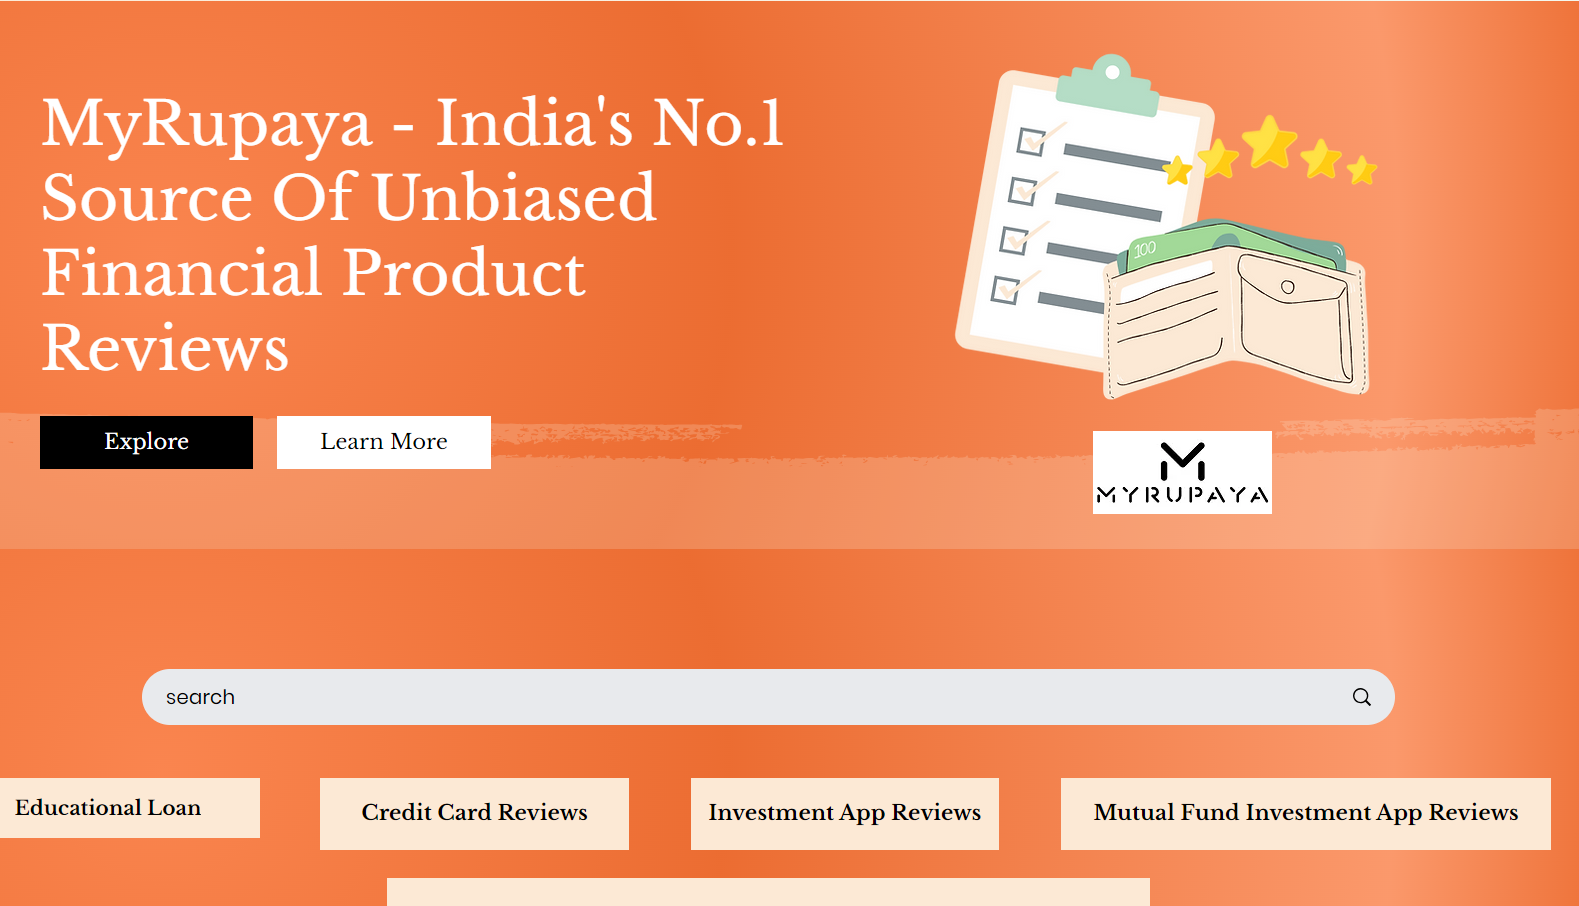 MyRupaya - India's No.1
Source Of Unbiased
Financial Product
Reviews
100
Explore
Learn More
MYRUPAYA
search
Educational Loan
Credit Card Reviews
Investment App Reviews
Mutual Fund Investment App Reviews